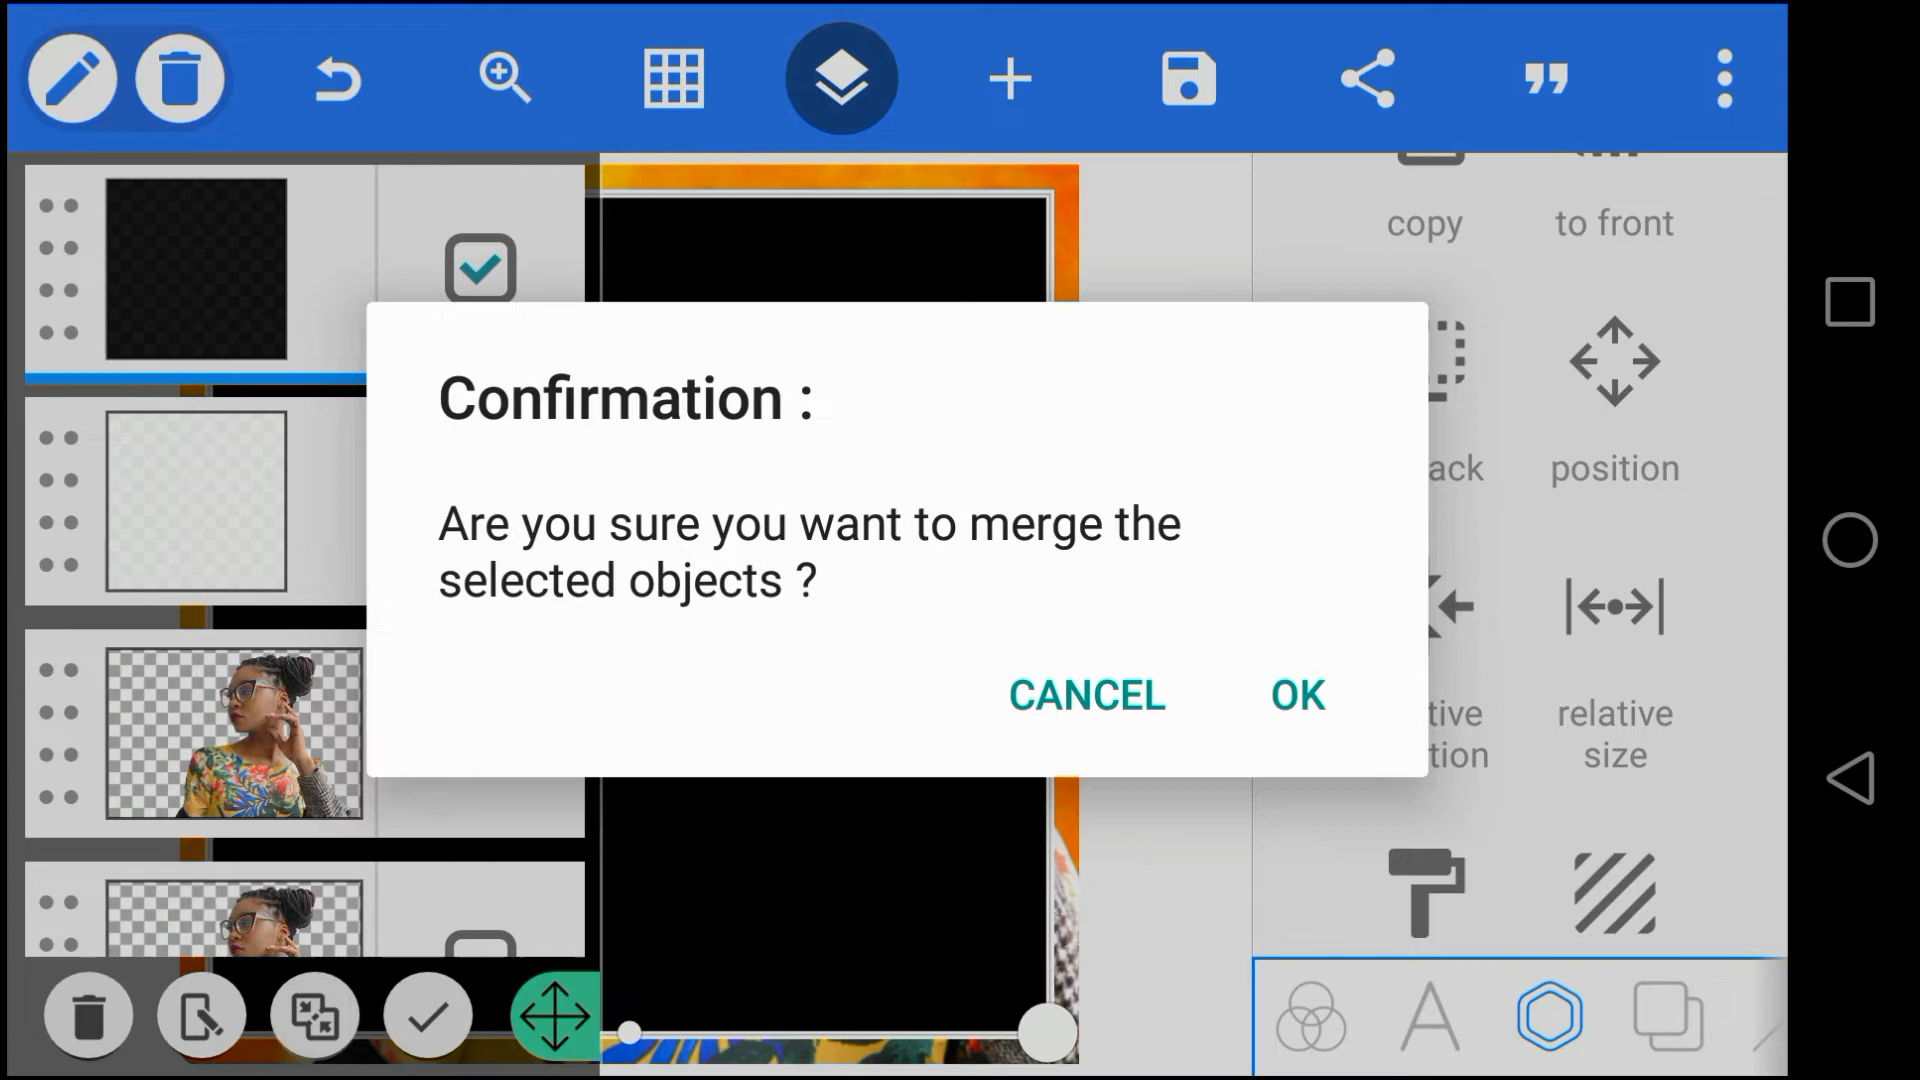 copy
to front
Confirmation :
Are you sure you want to merge the
selected objects ?
CANCEL
OK
ack
position
tive
tion
relative
size